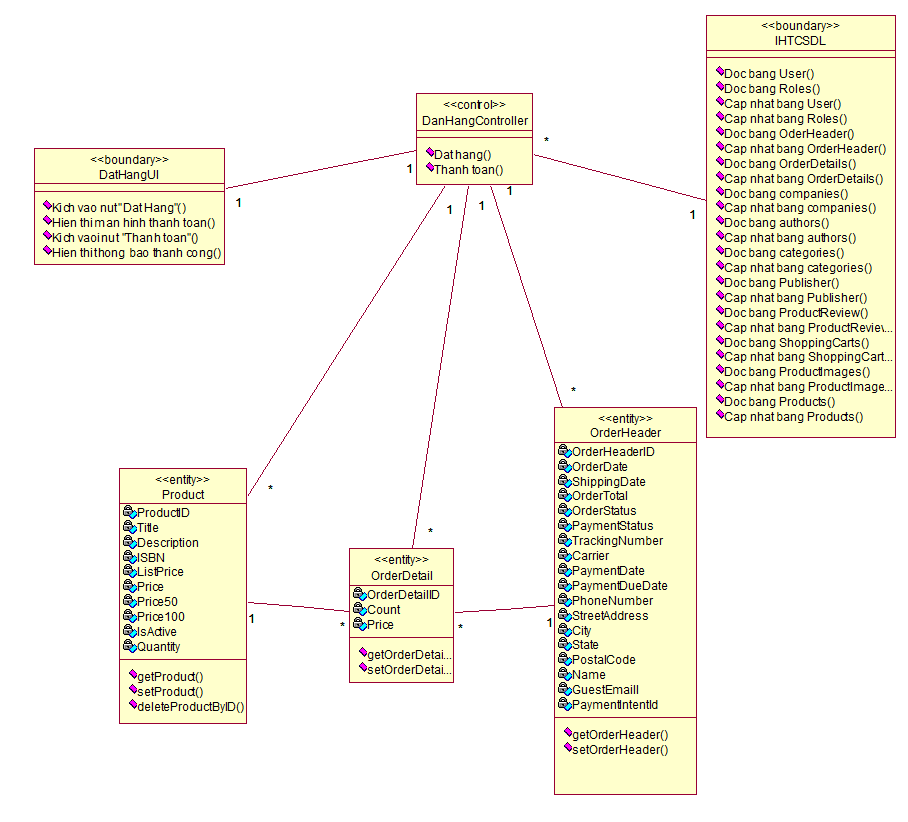 <<boundary>>
IHTCSDL
Doc bang User()
Doc bang Roles()
Cap nhat bang User()
Cap nhat bang Roles()
Doc bang OderHeader()
Cap nhat bang OrderHeader()
Doc bang OrderDetails()
Cap nhat bang OrderDetails()
Doc bang companies()
Cap nhat bang companies()
Doc bang authors()
Cap nhat bang authors()
Doc bang categories()
Cap nhat bang categories()
Doc bang Publisher()
Cap nhat bang Publisher()
Doc bang ProductReview()
Cap nhat bang ProductReviev...
Doc bang ShoppingCarts()
Cap nhat bang ShoppingCart...
Doc bang ProductImages()
Cap nhat bang ProductImage...
Doc bang Products()
Cap nhat bang Products()
<<control>>
DanHangController
Dat hang()
Thanh toan()
<<boundary>>
DatHangUI
Kich vao nut "Dat Hang"()
Hien thi man hinh thanh toan()
Kich vaoi nut "Thanh toan"()
Hien thi thong bao thanh cong()
1
1
*
1
1
1
1
*
*
*
<<entity>>
Product
ProductID
Title
Description
ISBN
ListPrice
Price
Price50
Price100
IsActive
Quantity
getProduct()
setProduct()
deleteProductByID()
1
*
<<entity>>
OrderDetail
OrderDetailID
Count
Price
getOrderDetai...
setOrderDetai...
*
1
<<entity>>
OrderHeader
OrderHeaderID
OrderDate
ShippingDate
OrderTotal
OrderStatus
PaymentStatus
TrackingNumber
Carrier
PaymentDate
PaymentDueDate
PhoneNumber
StreetAddress
City
State
PostalCode
Name
GuestEmaill
PaymentIntentId
getOrderHeader()
setOrderHeader()